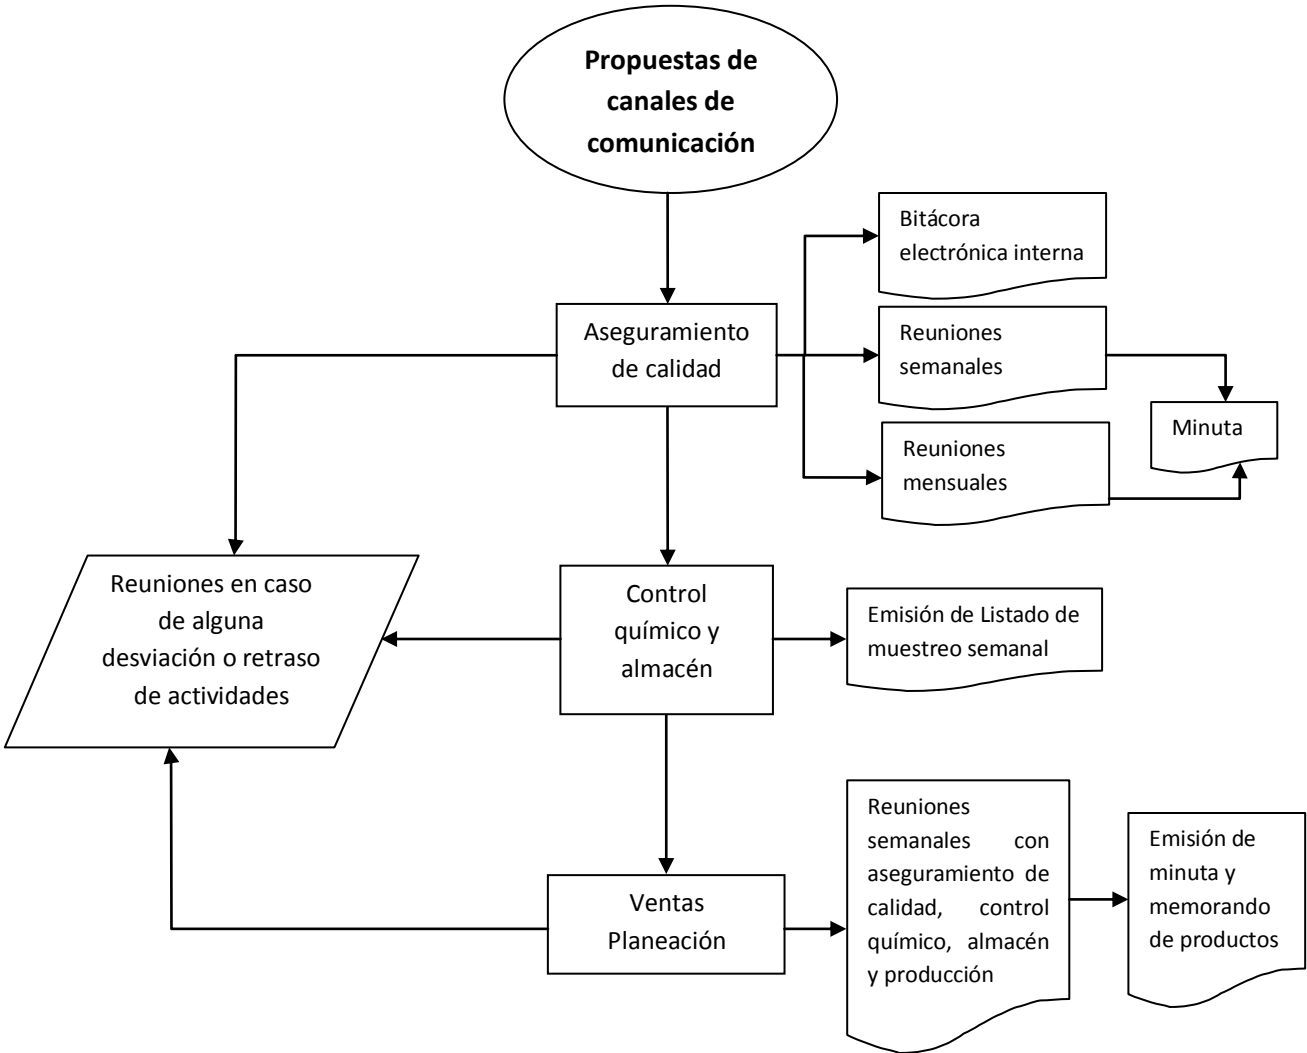 Propuestas de
canales de
comunicación
Bitácora
electrónica interna
Aseguramiento
de calidad
Reuniones
semanales
Minuta
Reuniones
mensuales
Reuniones en caso
de alguna
desviación o retraso
de actividades
Control
químico y
almacén
Emisión de Listado de
muestreo semanal
Ventas
Planeación
Reuniones
semanales con
aseguramiento de
calidad, control
químico, almacén
y producción
Emisión de
minuta y
memorando
de productos